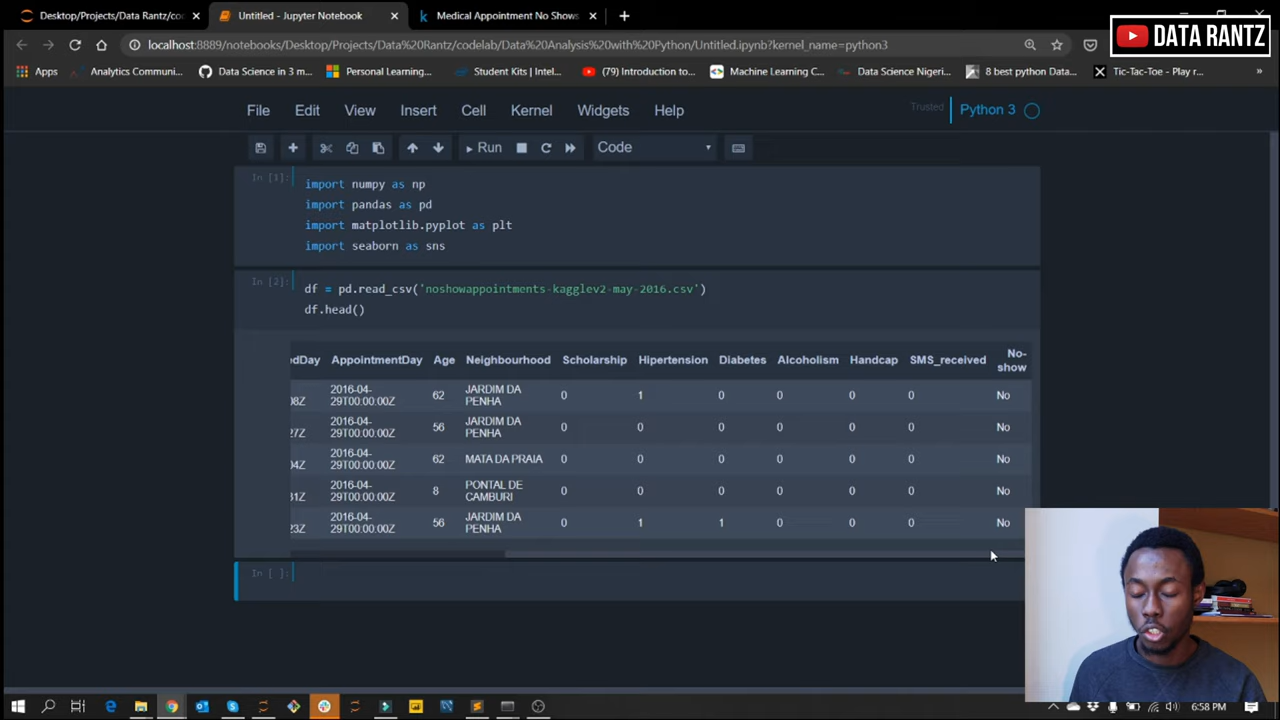 Desktop/Projects/Data Rantz/co
Untitled - Jupyter Notebook
Medical Appointment No Shows
DATA RANTZ
localhost:8889/notebooks/Desktop/Projects/Data%20Rantz/codelab/Data%20Analysis%20with%20Python/Untitled.ipynb?kernel_name=python3
Apps
Analytics Communi...
Data Science in 3 m...
Personal Learning...
Student Kits | Intel...
(79) Introduction to...
Machine Learning C...
Data Science Nigeri...
8 best python Data...
Tic-Tac-Toe - Play r...
»
File Edit View Insert Cell Kernel Widgets Help
Trusted
Python 3
Run
Code
In [1]:
import numpy as np
import pandas as pd
import matplotlib.pyplot as plt
import seaborn as sns
In [2]:
df = pd.read_csv('noshowappointments-kagglev2-may-2016.csv')
df.head()
edDay AppointmentDay Age Neighbourhood Scholarship Hipertension Diabetes Alcoholism Handcap SMS_received No-
show
08Z 2016-04-
29T00:00:00Z 62 JARDIM DA
PENHA 0 1 0 0 0 0 No
27Z 2016-04-
29T00:00:00Z 56 JARDIM DA
PENHA 0 0 0 0 0 0 No
04Z 2016-04-
29T00:00:00Z 62 MATA DA PRAIA 0 0 0 0 0 0 No
31Z 2016-04-
29T00:00:00Z 8 PONTAL DE
CAMBURI 0 0 0 0 0 0 No
23Z 2016-04-
29T00:00:00Z 56 JARDIM DA
PENHA 0 1 1 0 0 0 No
In [ ]:
6:58 PM